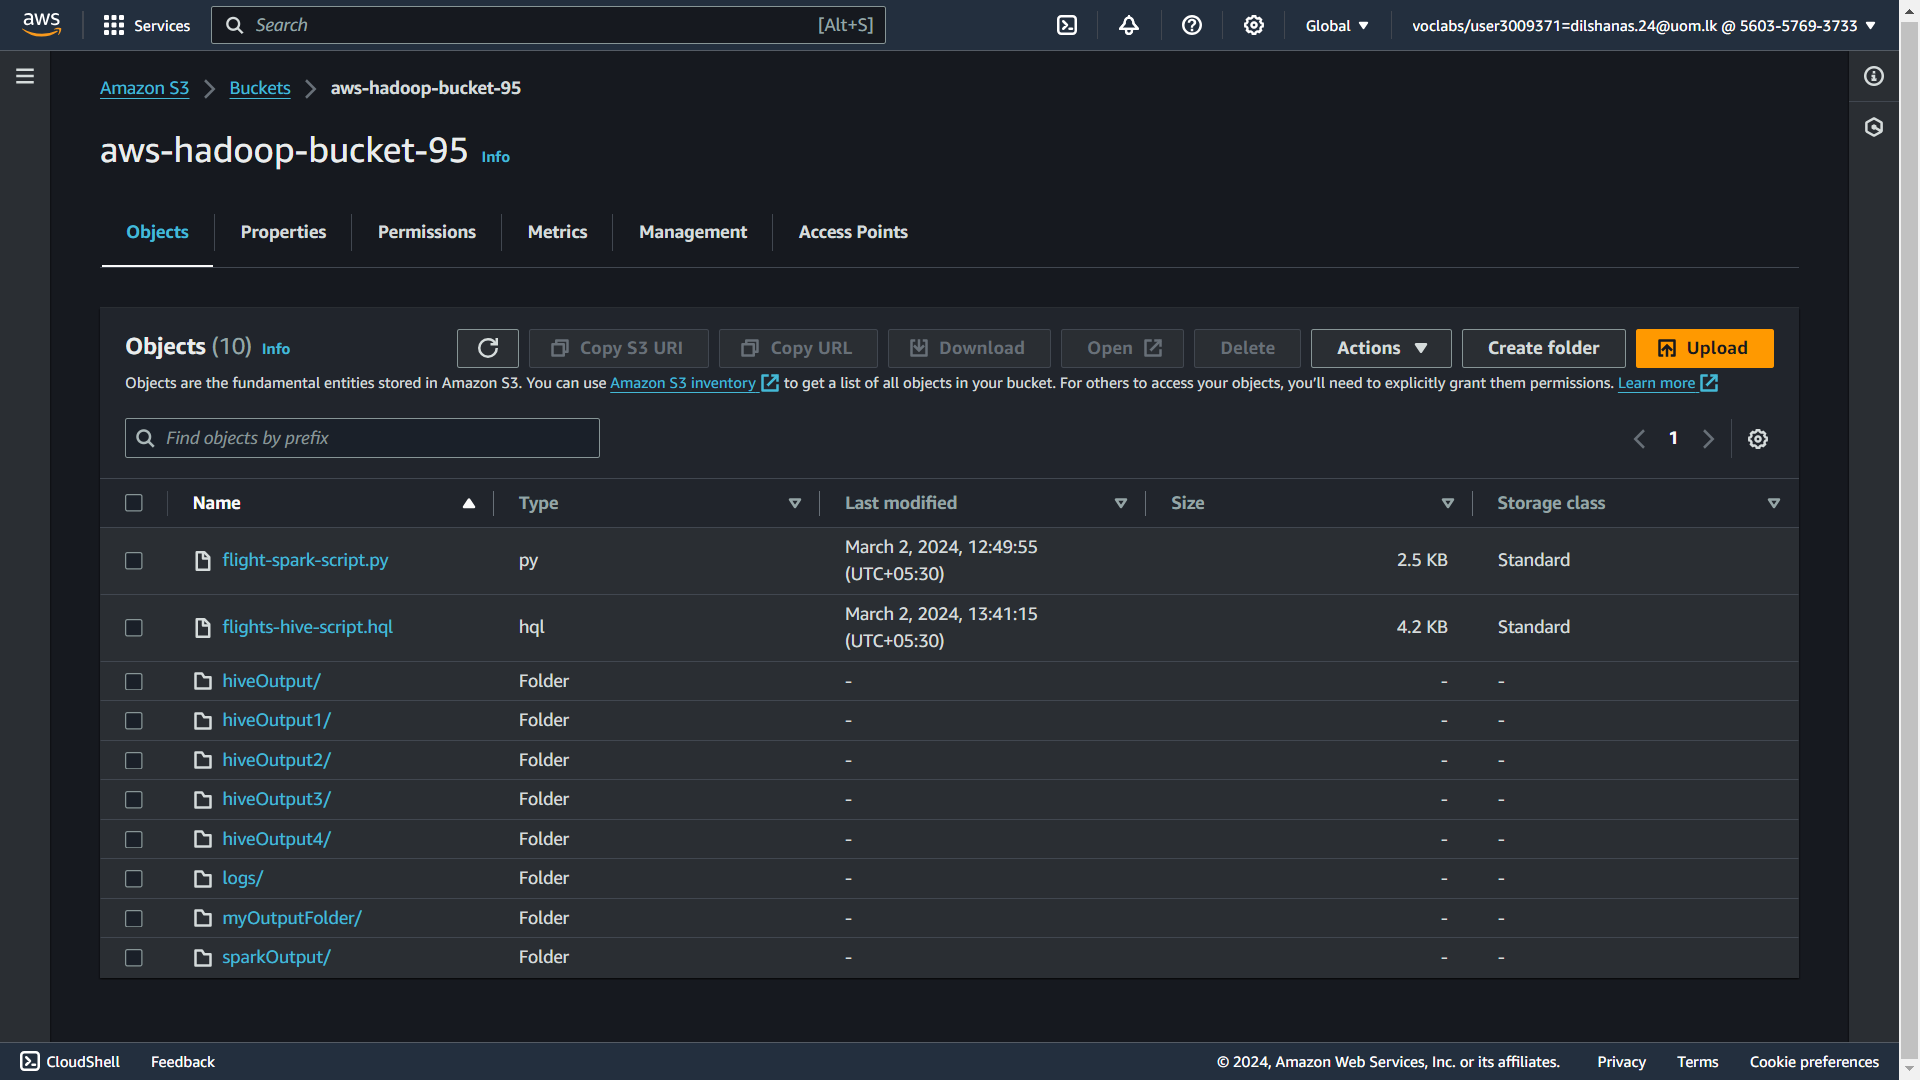 aws
Services
Search [Alt+S]
Global
voclabs/user3009371=dilshanas.24@uom.lk @ 5603-5769-3733
Amazon S3 Buckets aws-hadoop-bucket-95
aws-hadoop-bucket-95 Info
Objects Properties Permissions Metrics Management Access Points
Objects (10) Info
Copy S3 URI Copy URL Download Open Delete Actions Create folder Upload
Objects are the fundamental entities stored in Amazon S3. You can use Amazon S3 inventory to get a list of all objects in your bucket. For others to access your objects, you’ll need to explicitly grant them permissions. Learn more
Find objects by prefix
1
Name Type Last modified Size Storage class
flight-spark-script.py py March 2, 2024, 12:49:55 (UTC+05:30) 2.5 KB Standard
flights-hive-script.hql hql March 2, 2024, 13:41:15 (UTC+05:30) 4.2 KB Standard
hiveOutput/ Folder - - -
hiveOutput1/ Folder - - -
hiveOutput2/ Folder - - -
hiveOutput3/ Folder - - -
hiveOutput4/ Folder - - -
logs/ Folder - - -
myOutputFolder/ Folder - - -
sparkOutput/ Folder - - -
CloudShell Feedback © 2024, Amazon Web Services, Inc. or its affiliates. Privacy Terms Cookie preferences